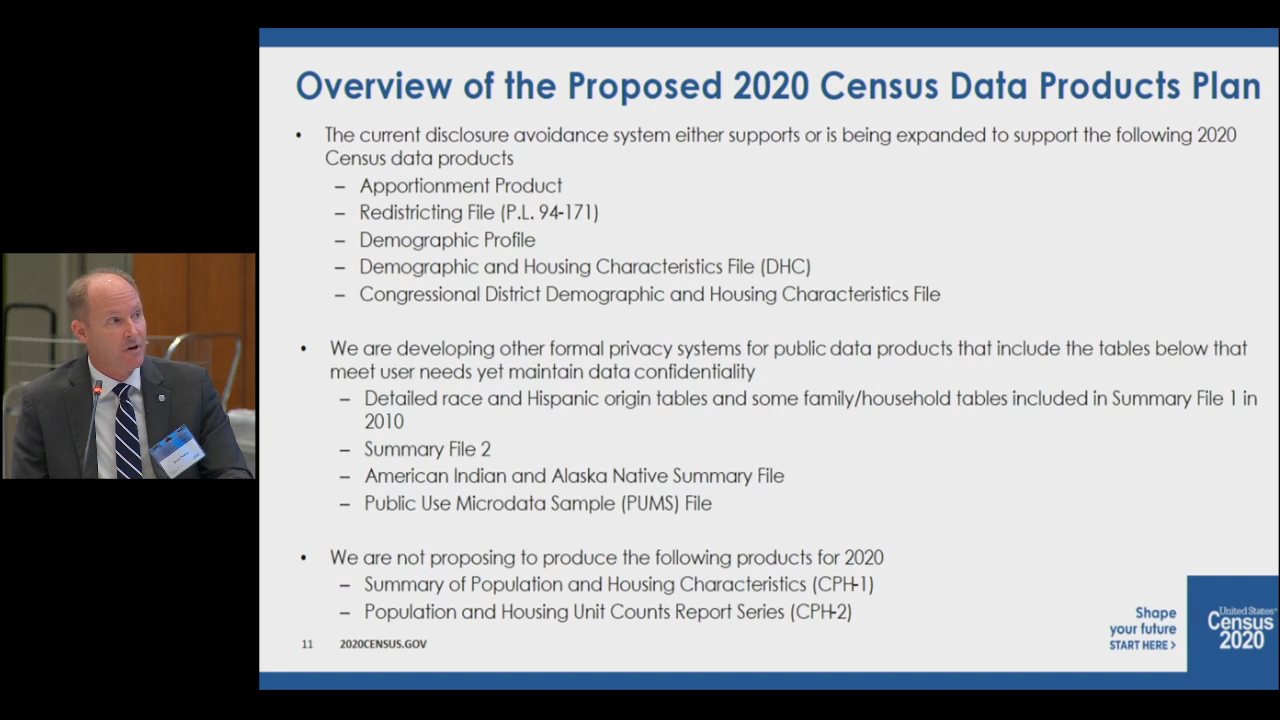 Overview of the Proposed 2020 Census Data Products Plan
• The current disclosure avoidance system either supports or is being expanded to support the following 2020
Census data products
– Apportionment Product
– Redistricting File (P.L. 94-171)
– Demographic Profile
– Demographic and Housing Characteristics File (DHC)
– Congressional District Demographic and Housing Characteristics File
• We are developing other formal privacy systems for public data products that include the tables below that
meet user needs yet maintain data confidentiality
– Detailed race and Hispanic origin tables and some family/household tables included in Summary File 1 in
2010
– Summary File 2
– American Indian and Alaska Native Summary File
– Public Use Microdata Sample (PUMS) File
• We are not proposing to produce the following products for 2020
– Summary of Population and Housing Characteristics (CPH-1)
– Population and Housing Unit Counts Report Series (CPH-2)
11 2020CENSUS.GOV
Shape
your future
START HERE >
United States®
Census
2020